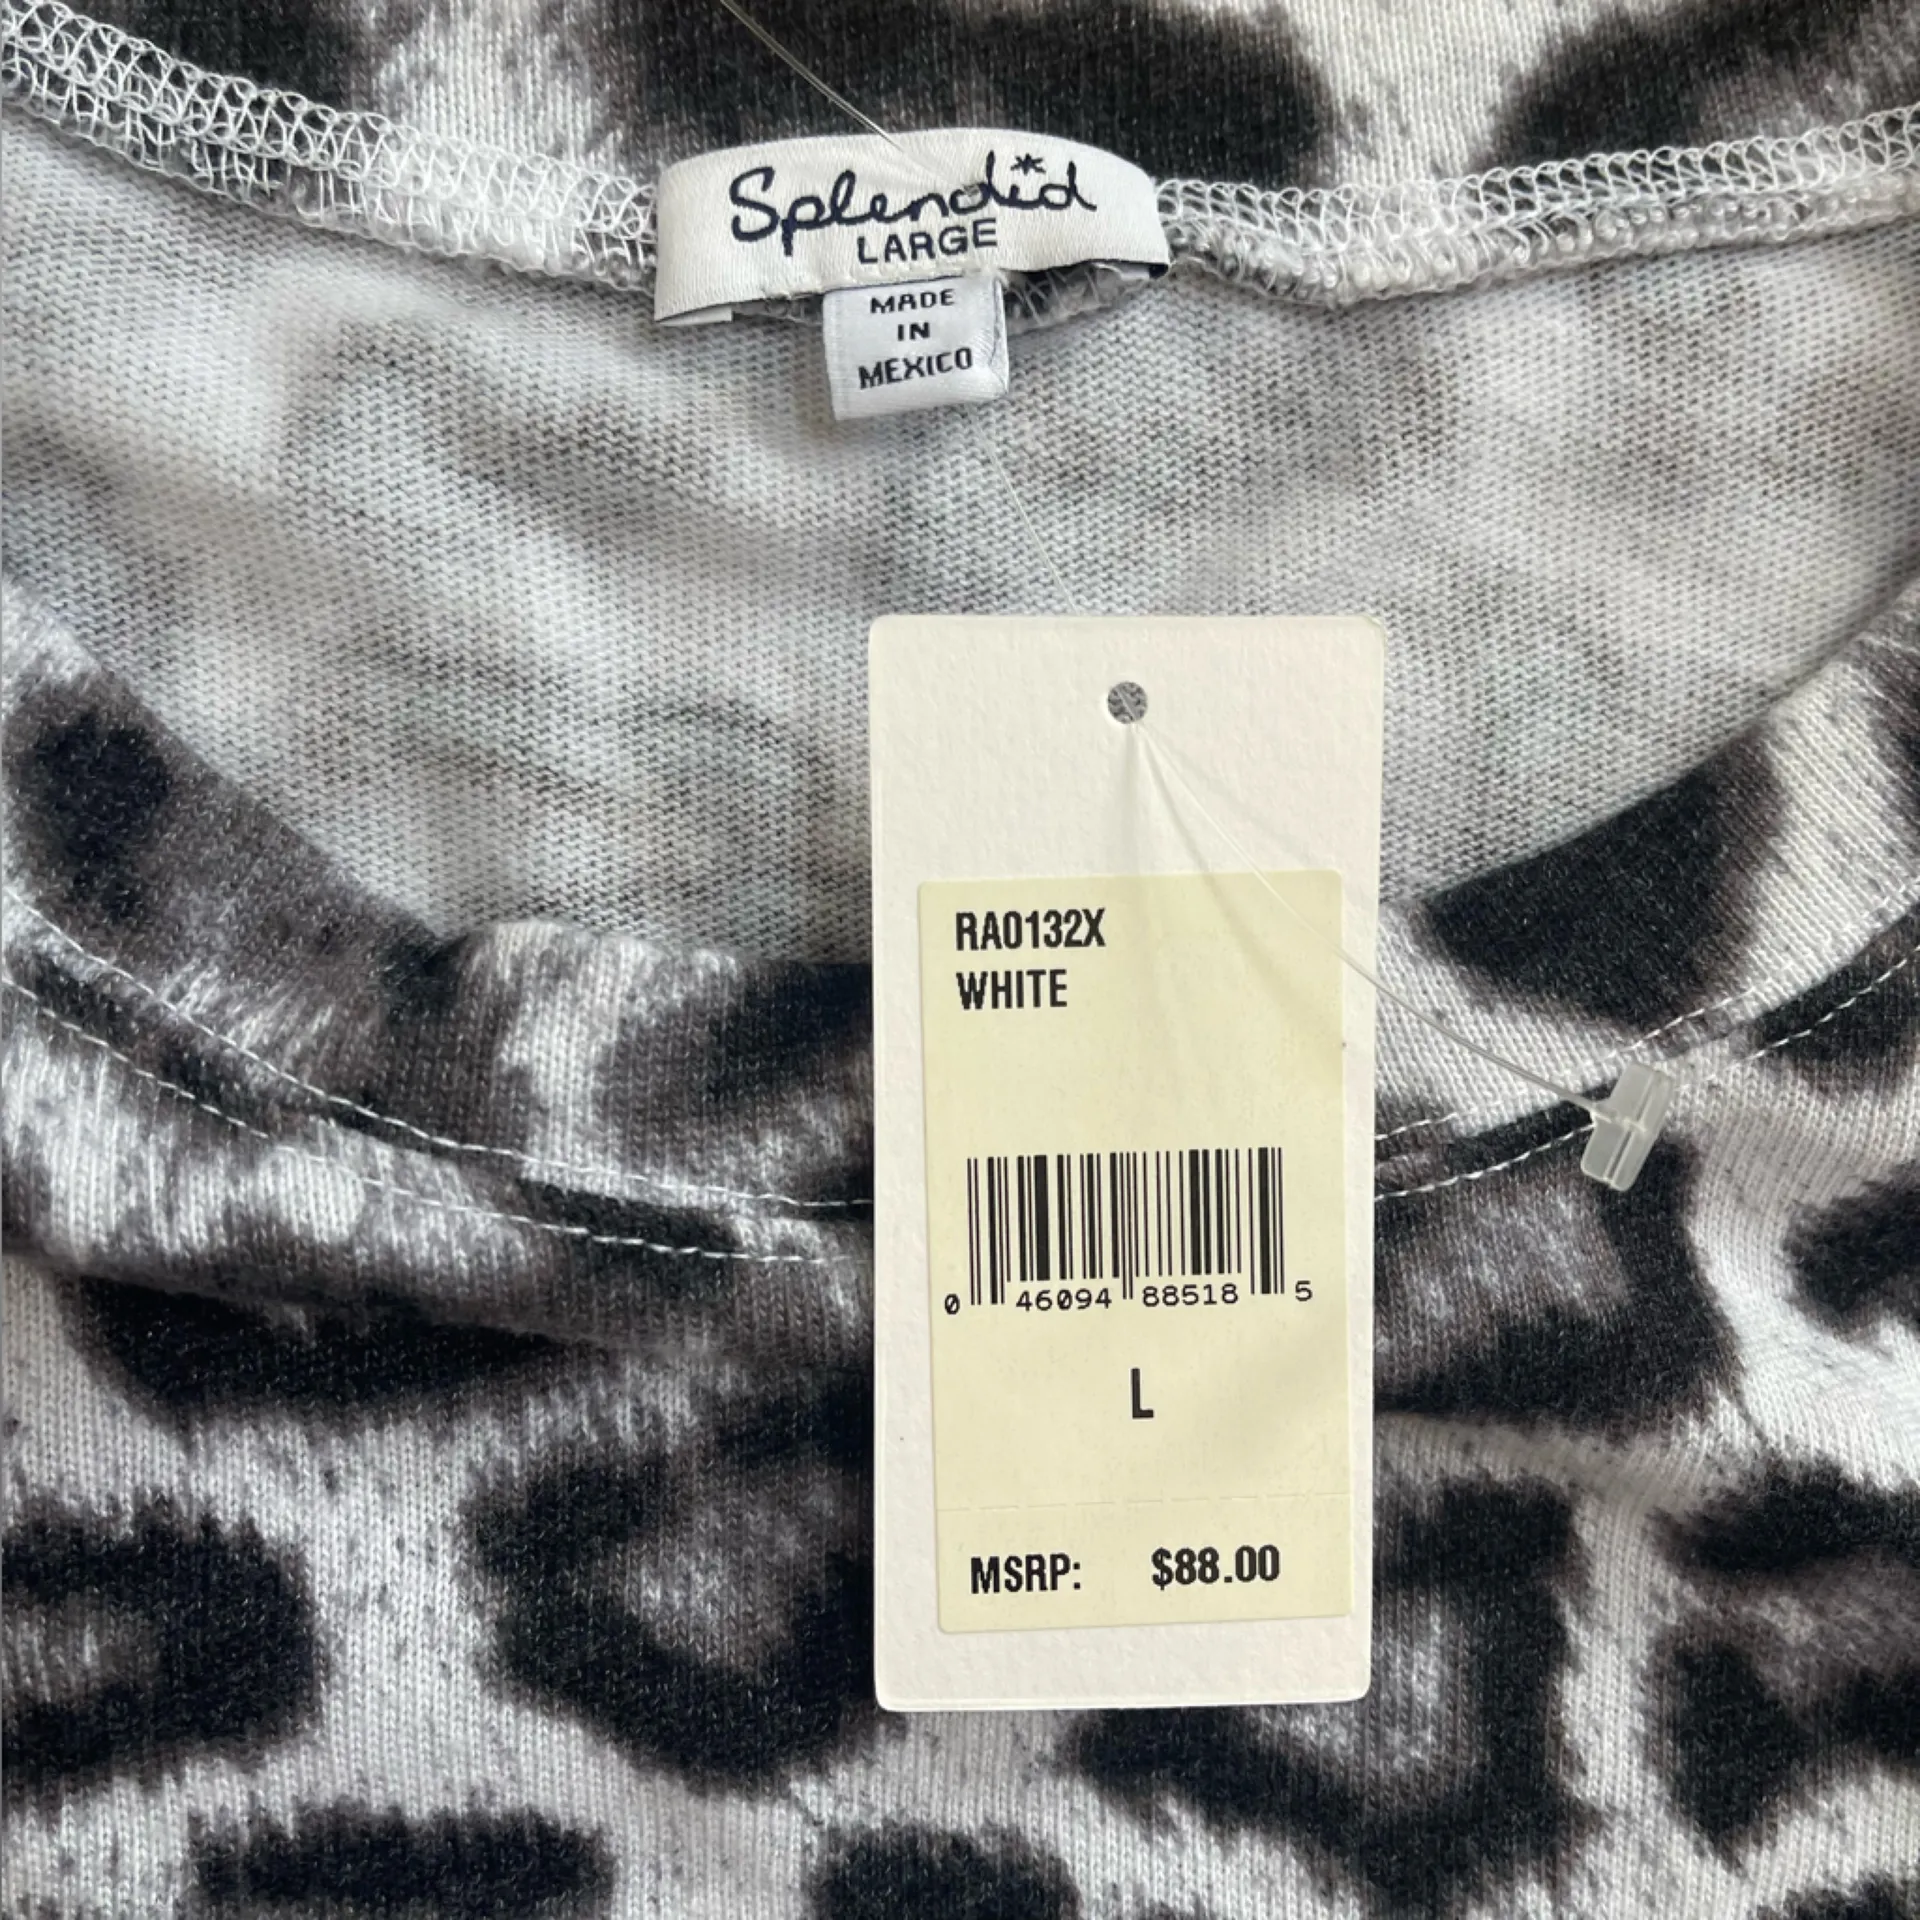 Splendid
LARGE
MADE
IN
MEXICO
RA0132X
WHITE
0 46094 88518 5
L
MSRP: $88.00